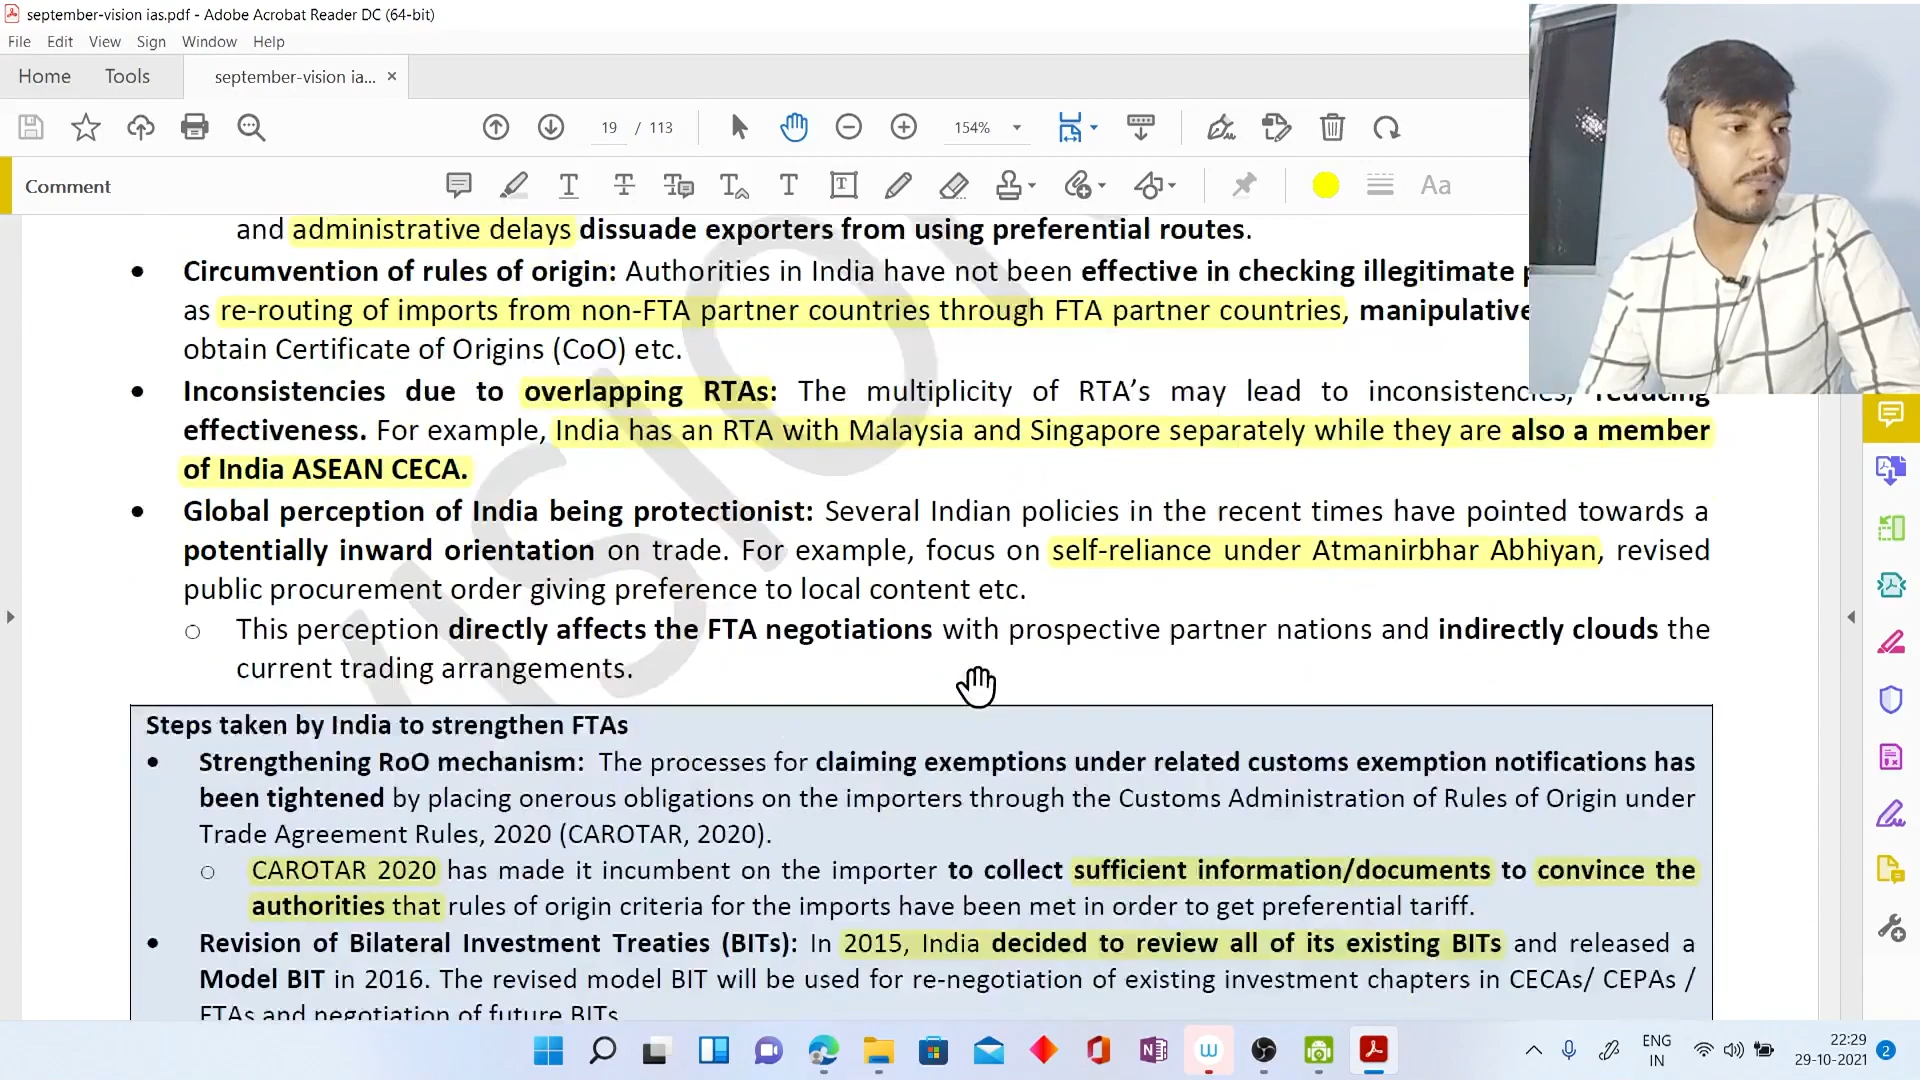 september-vision ias.pdf - Adobe Acrobat Reader DC (64-bit)
File Edit View Sign Window Help
Home Tools september-vision ia... ×
19 / 113 154%
Comment
Aa
and administrative delays dissuade exporters from using preferential routes.
• Circumvention of rules of origin: Authorities in India have not been effective in checking illegitimate
as re-routing of imports from non-FTA partner countries through FTA partner countries, manipulative
obtain Certificate of Origins (CoO) etc.
• Inconsistencies due to overlapping RTAs: The multiplicity of RTA's may lead to inconsistencies, reducing
effectiveness. For example, India has an RTA with Malaysia and Singapore separately while they are also a member
of India ASEAN CECA.
• Global perception of India being protectionist: Several Indian policies in the recent times have pointed towards a
potentially inward orientation on trade. For example, focus on self-reliance under Atmanirbhar Abhiyan, revised
public procurement order giving preference to local content etc.
○ This perception directly affects the FTA negotiations with prospective partner nations and indirectly clouds the
current trading arrangements.
Steps taken by India to strengthen FTAs
• Strengthening RoO mechanism: The processes for claiming exemptions under related customs exemption notifications has
been tightened by placing onerous obligations on the importers through the Customs Administration of Rules of Origin under
Trade Agreement Rules, 2020 (CAROTAR, 2020).
○ CAROTAR 2020 has made it incumbent on the importer to collect sufficient information/documents to convince the
authorities that rules of origin criteria for the imports have been met in order to get preferential tariff.
• Revision of Bilateral Investment Treaties (BITs): In 2015, India decided to review all of its existing BITs and released a
Model BIT in 2016. The revised model BIT will be used for re-negotiation of existing investment chapters in CECAs/ CEPAs /
FTAs and negotiation of future BITs
ENG
IN
22:29
29-10-2021
2